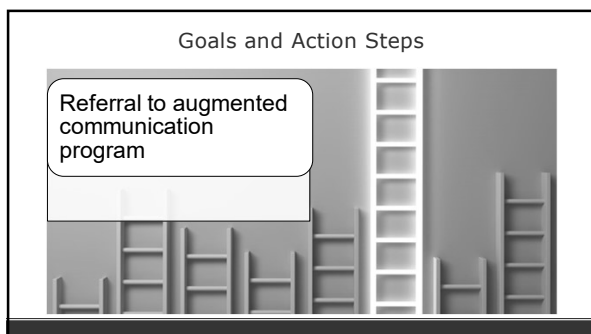 Goals and Action Steps
Referral to augmented
communication
program